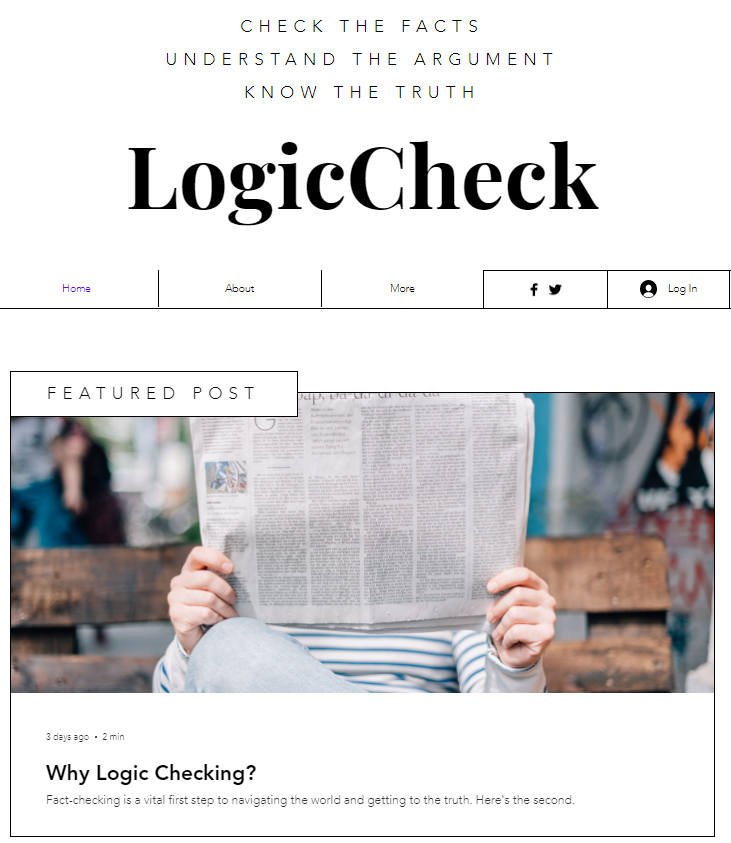 CHECK THE FACTS
UNDERSTAND THE ARGUMENT
KNOW THE TRUTH
LogicCheck
Home About More Log In
FEATURED POST
3 days ago • 2 min
Why Logic Checking?
Fact-checking is a vital first step to navigating the world and getting to the truth. Here's the second.